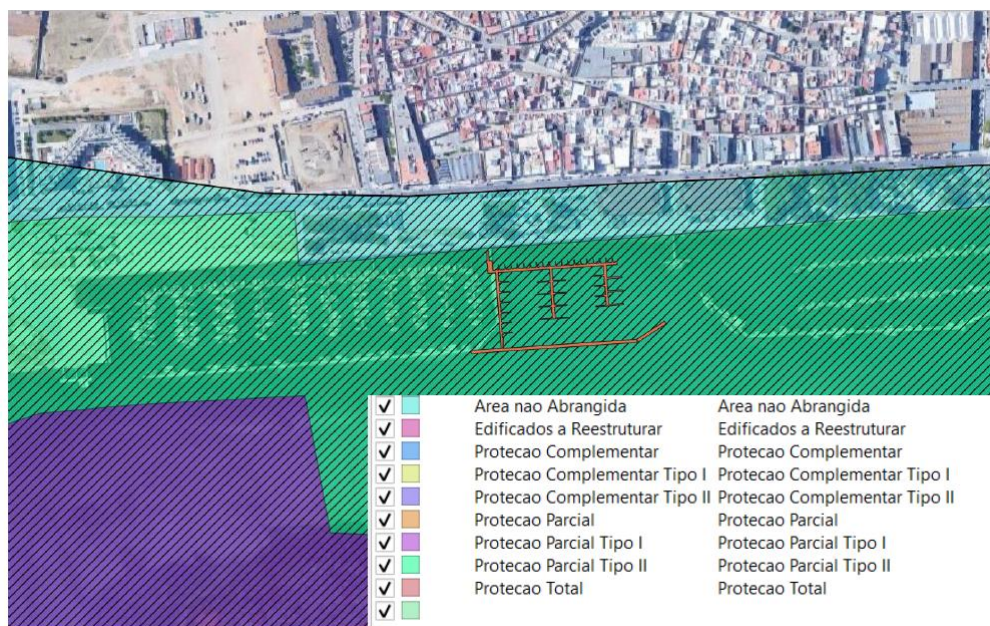 Area nao Abrangida Area nao Abrangida
Edificados a Reestruturar Edificados a Reestruturar
Protecao Complementar Protecao Complementar
Protecao Complementar Tipo I Protecao Complementar Tipo I
Protecao Complementar Tipo II Protecao Complementar Tipo II
Protecao Parcial Protecao Parcial
Protecao Parcial Tipo I Protecao Parcial Tipo I
Protecao Parcial Tipo II Protecao Parcial Tipo II
Protecao Total Protecao Total